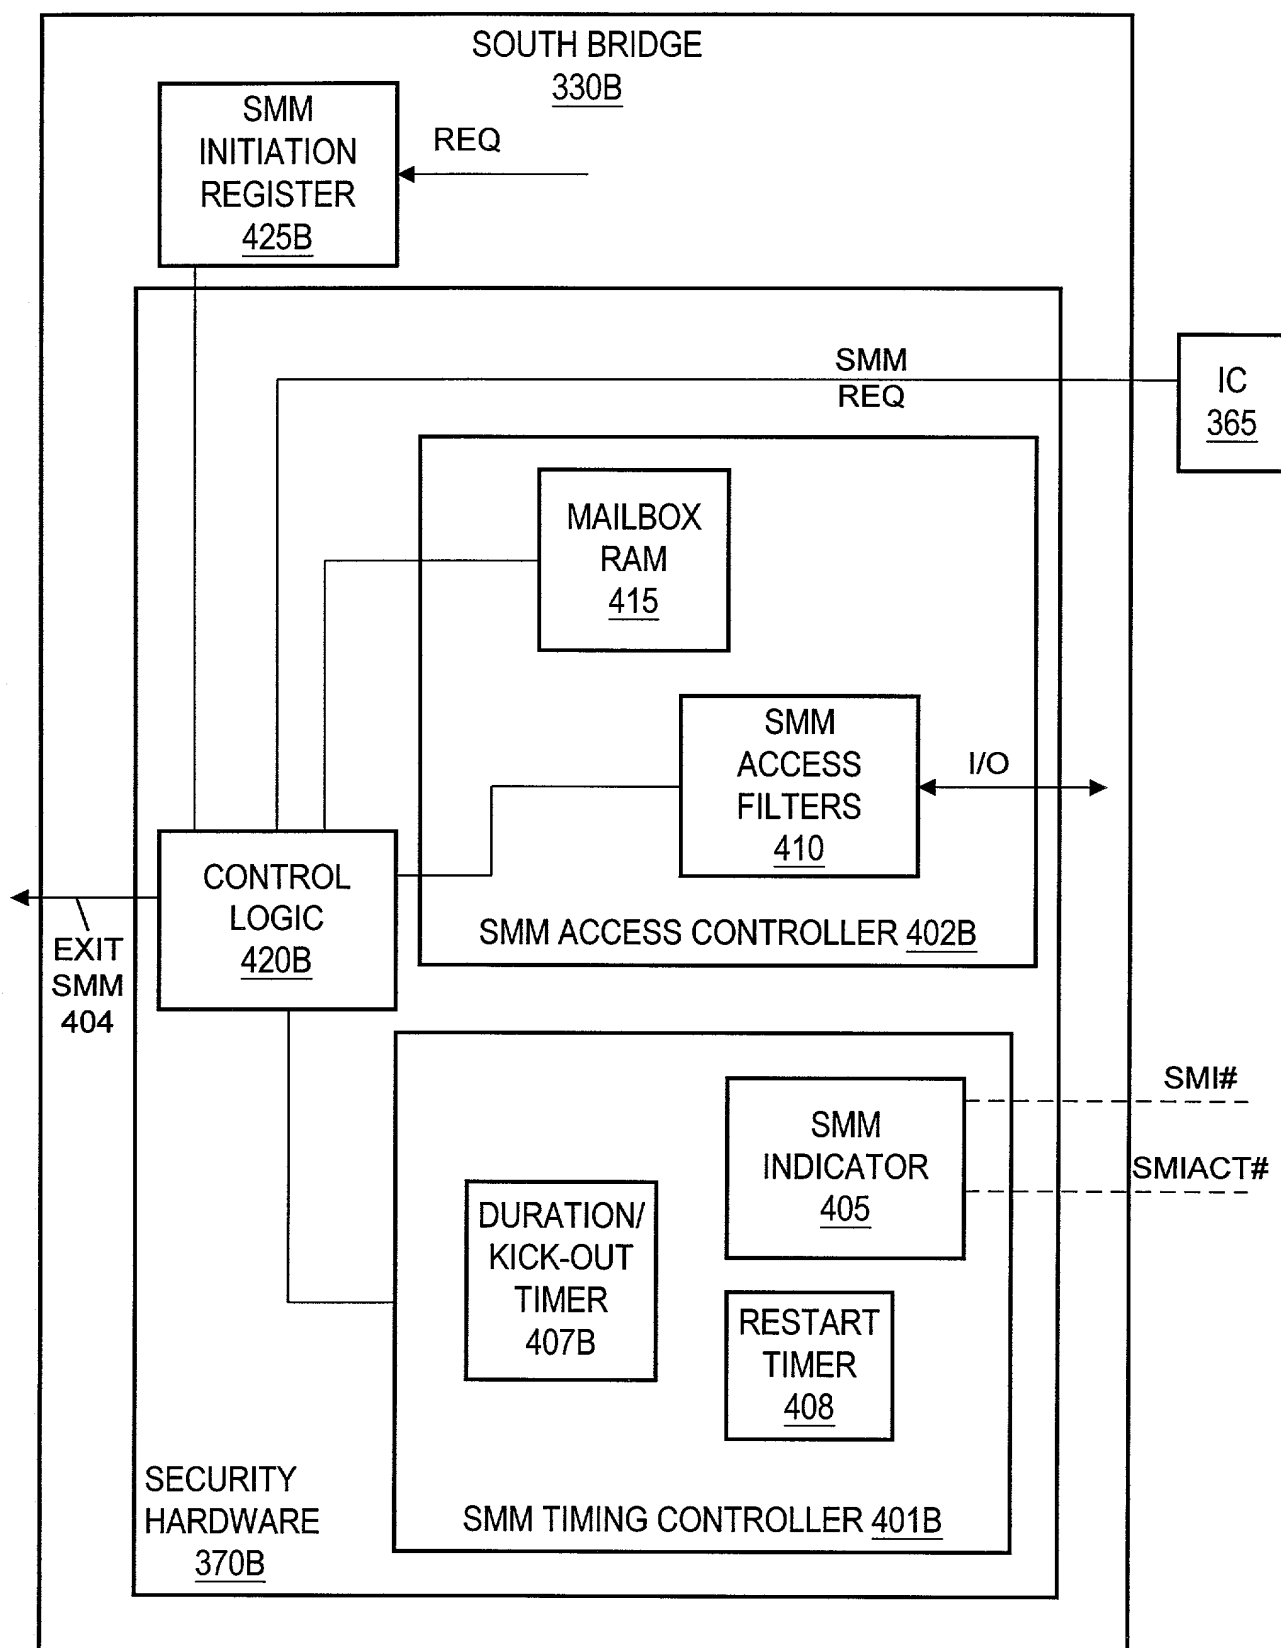 SOUTH BRIDGE
330B
SMM
INITIATION
REGISTER
425B
REQ
SMM
REQ
IC
365
MAILBOX
RAM
415
SMM
ACCESS
FILTERS
410
I/O
CONTROL
LOGIC
420B
SMM ACCESS CONTROLLER 402B
EXIT
SMM
404
SMI#
SMM
INDICATOR
405
SMIACT#
DURATION/
KICK-OUT
TIMER
407B
RESTART
TIMER
408
SECURITY
HARDWARE
370B
SMM TIMING CONTROLLER 401B